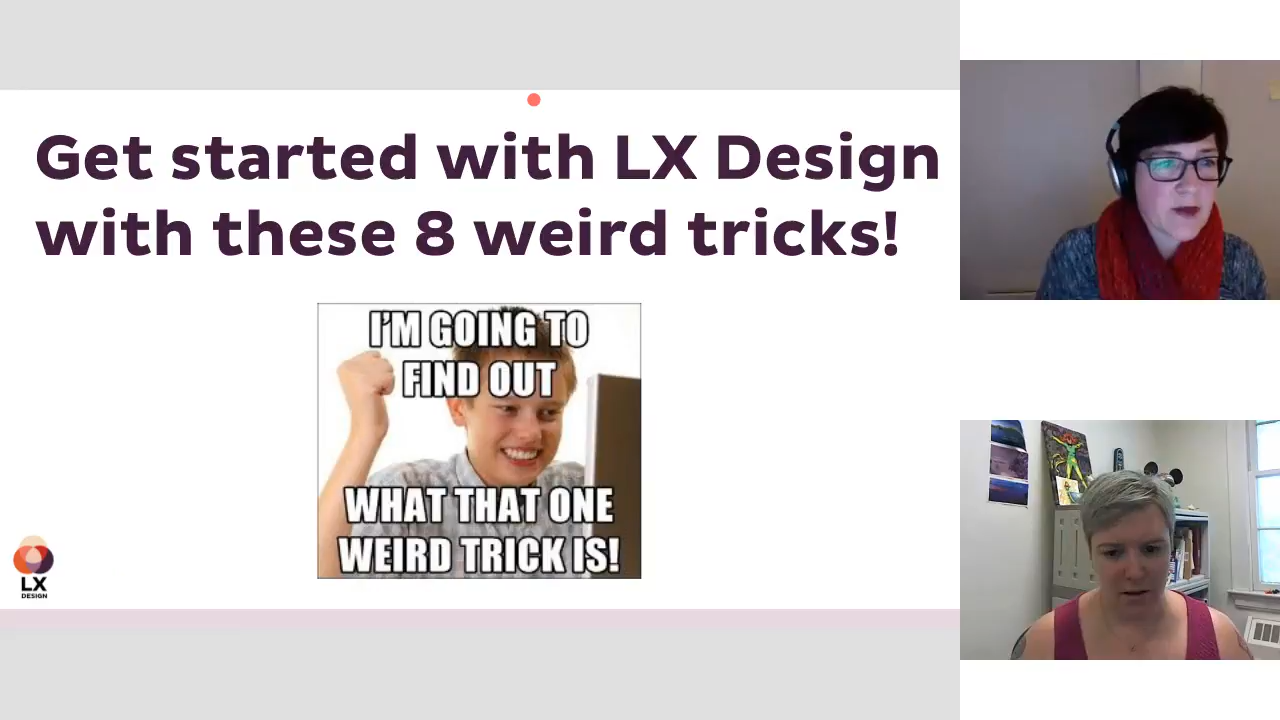 Get started with LX Design
with these 8 weird tricks!
I'M GOING TO
FIND OUT
WHAT THAT ONE
WEIRD TRICK IS!
LX
DESIGN